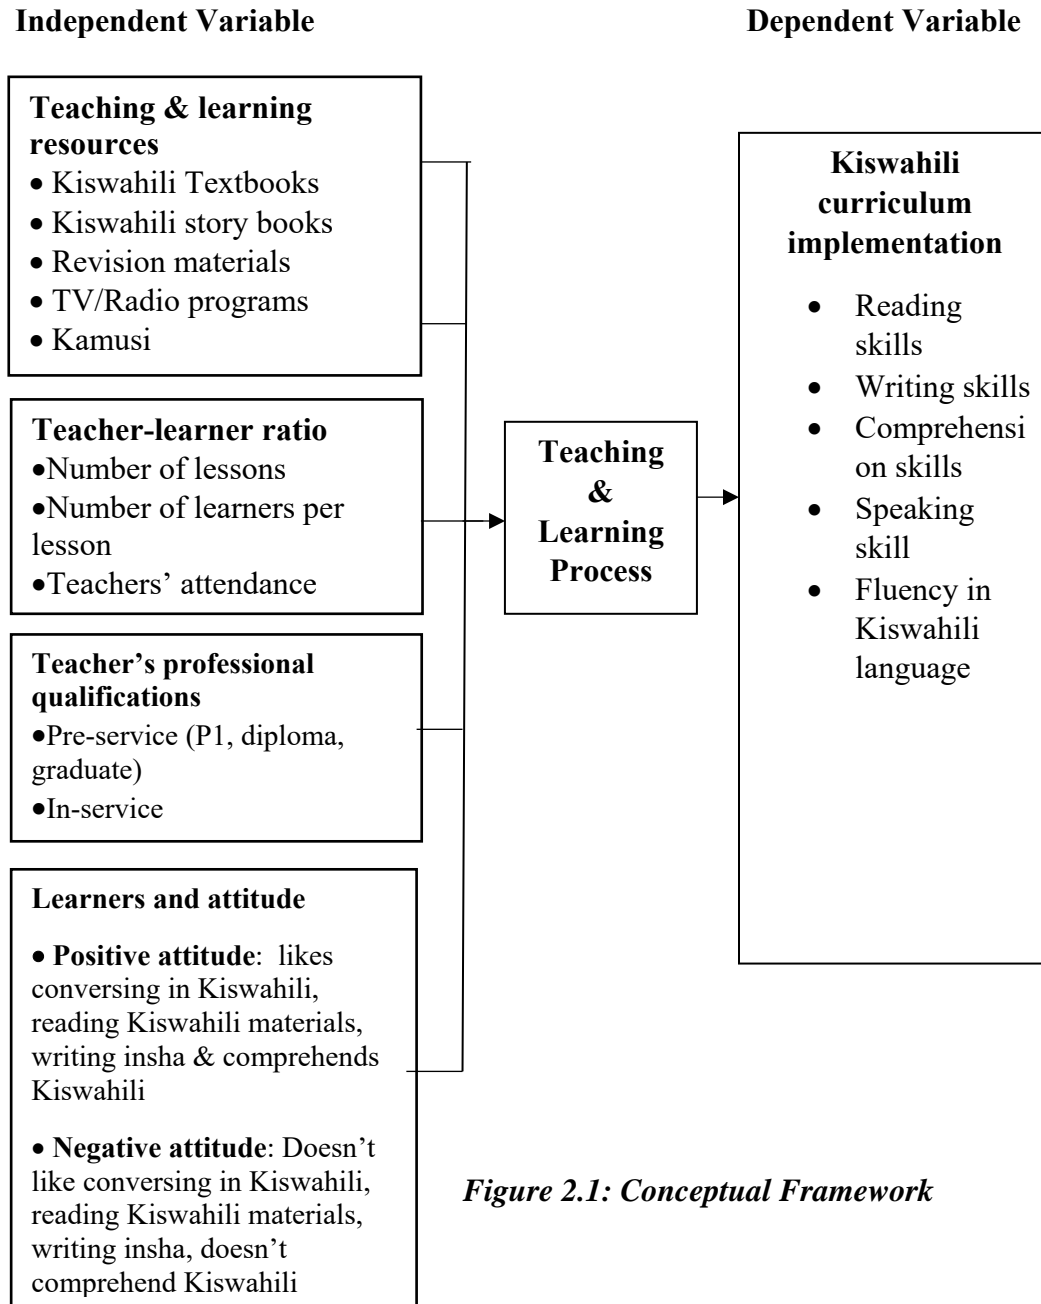 Independent Variable
Dependent Variable
Teaching & learning
resources
• Kiswahili Textbooks
• Kiswahili story books
• Revision materials
• TV/Radio programs
• Kamusi
Teacher-learner ratio
•Number of lessons
•Number of learners per
lesson
•Teachers’ attendance
Teacher’s professional
qualifications
•Pre-service (P1, diploma,
graduate)
•In-service
Learners and attitude
• Positive attitude: likes
conversing in Kiswahili,
reading Kiswahili materials,
writing insha & comprehends
Kiswahili
• Negative attitude: Doesn’t
like conversing in Kiswahili,
reading Kiswahili materials,
writing insha, doesn’t
comprehend Kiswahili
Teaching
&
Learning
Process
Kiswahili
curriculum
implementation
• Reading
skills
• Writing skills
• Comprehensi
on skills
• Speaking
skill
• Fluency in
Kiswahili
language
Figure 2.1: Conceptual Framework